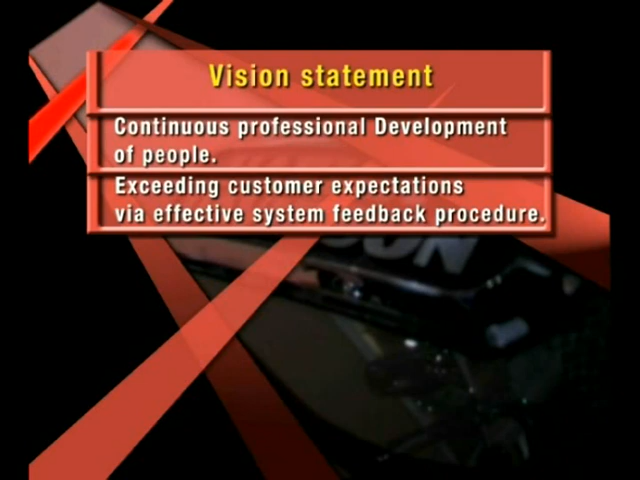 Vision statement
Continuous professional Development
of people.
Exceeding customer expectations
via effective system feedback procedure.